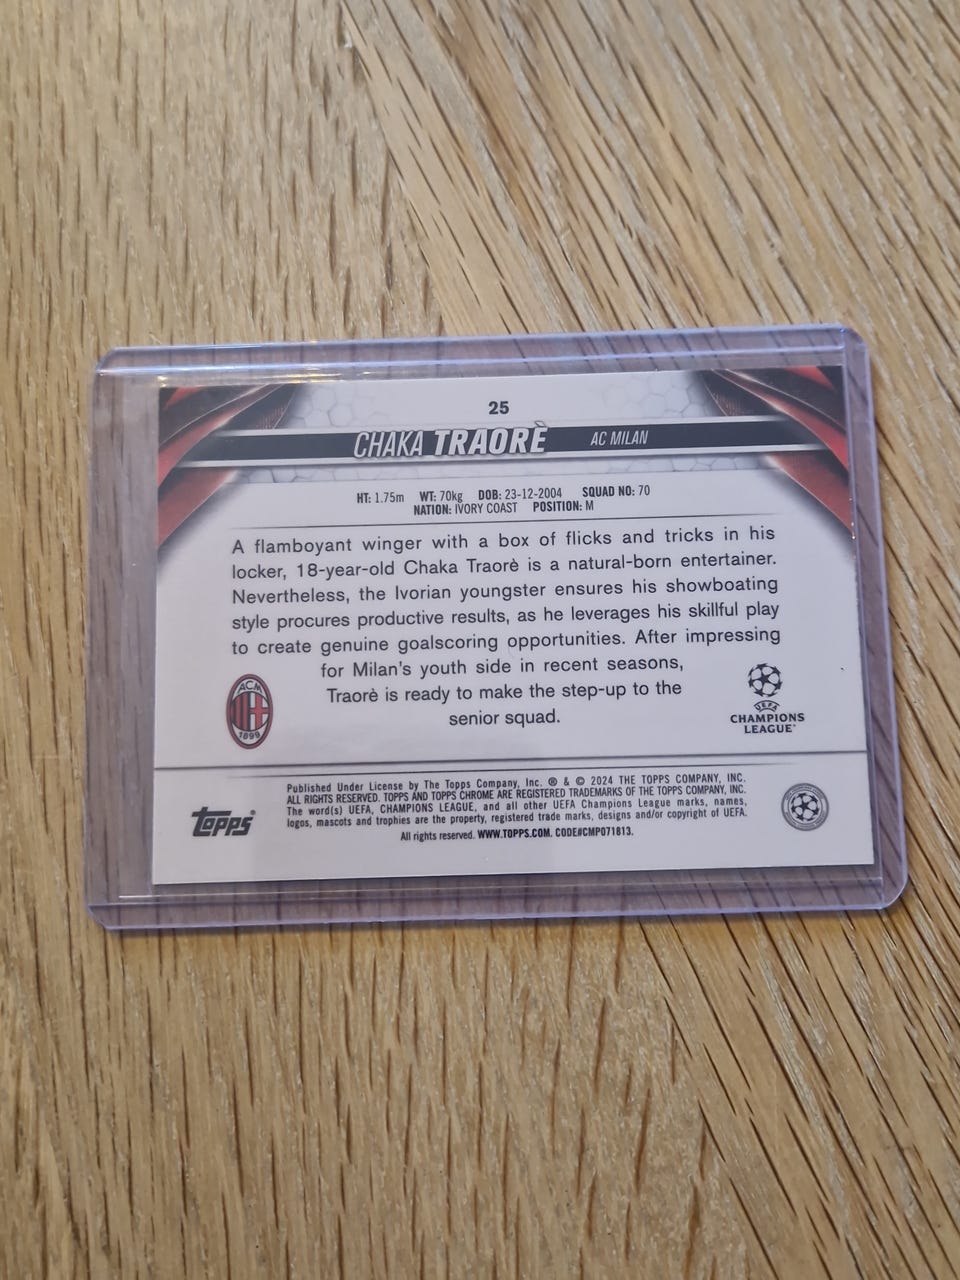 25
CHAKA TRAORÈ AC MILAN
HT: 1.75m WT: 70kg DOB: 23-12-2004 SQUAD NO: 70
NATION: IVORY COAST POSITION: M
A flamboyant winger with a box of flicks and tricks in his
locker, 18-year-old Chaka Traorè is a natural-born entertainer.
Nevertheless, the Ivorian youngster ensures his showboating
style procures productive results, as he leverages his skillful play
to create genuine goalscoring opportunities. After impressing
for Milan's youth side in recent seasons,
Traorè is ready to make the step-up to the
senior squad.
ACM
1899
UEFA
CHAMPIONS
LEAGUE®
Published Under License by The Topps Company, Inc. ® & © 2024 THE TOPPS COMPANY, INC.
ALL RIGHTS RESERVED. TOPPS AND TOPPS CHROME ARE REGISTERED TRADEMARKS OF THE TOPPS COMPANY, INC.
The word(s) UEFA, CHAMPIONS LEAGUE, and all other UEFA Champions League marks, names,
logos, mascots and trophies are the property, registered trade marks, designs and/or copyright of UEFA.
All rights reserved. WWW.TOPPS.COM. CODE#CMP071813.
topps®